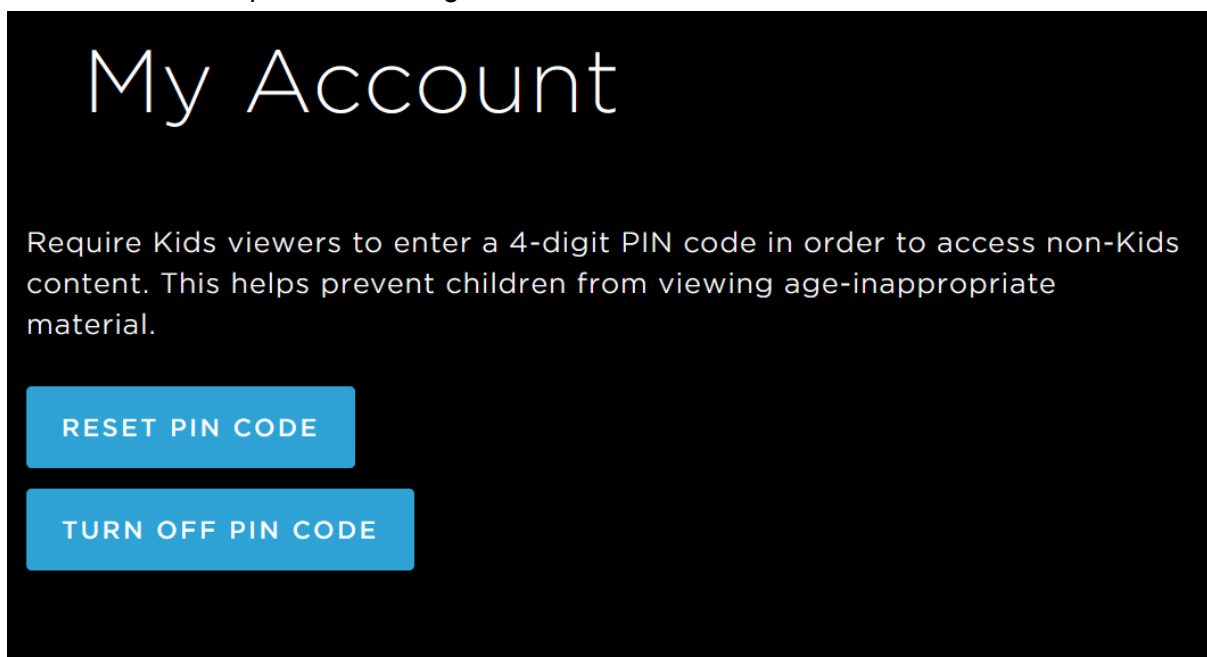 My Account
Require Kids viewers to enter a 4-digit PIN code in order to access non-Kids
content. This helps prevent children from viewing age-inappropriate
material.
RESET PIN CODE
TURN OFF PIN CODE